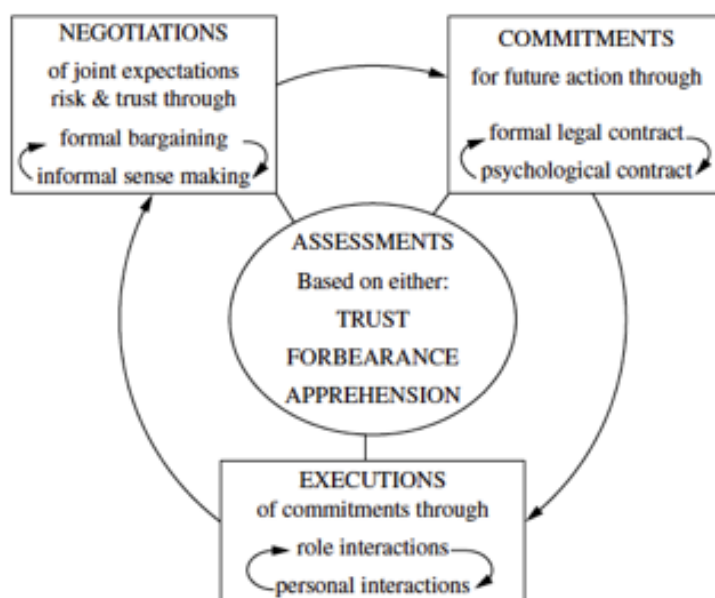 NEGOTIATIONS
of joint expectations
risk & trust through
formal bargaining
informal sense making
COMMITMENTS
for future action through
formal legal contract
psychological contract
ASSESSMENTS
Based on either:
TRUST
FORBEARANCE
APPREHENSION
EXECUTIONS
of commitments through
role interactions
personal interactions